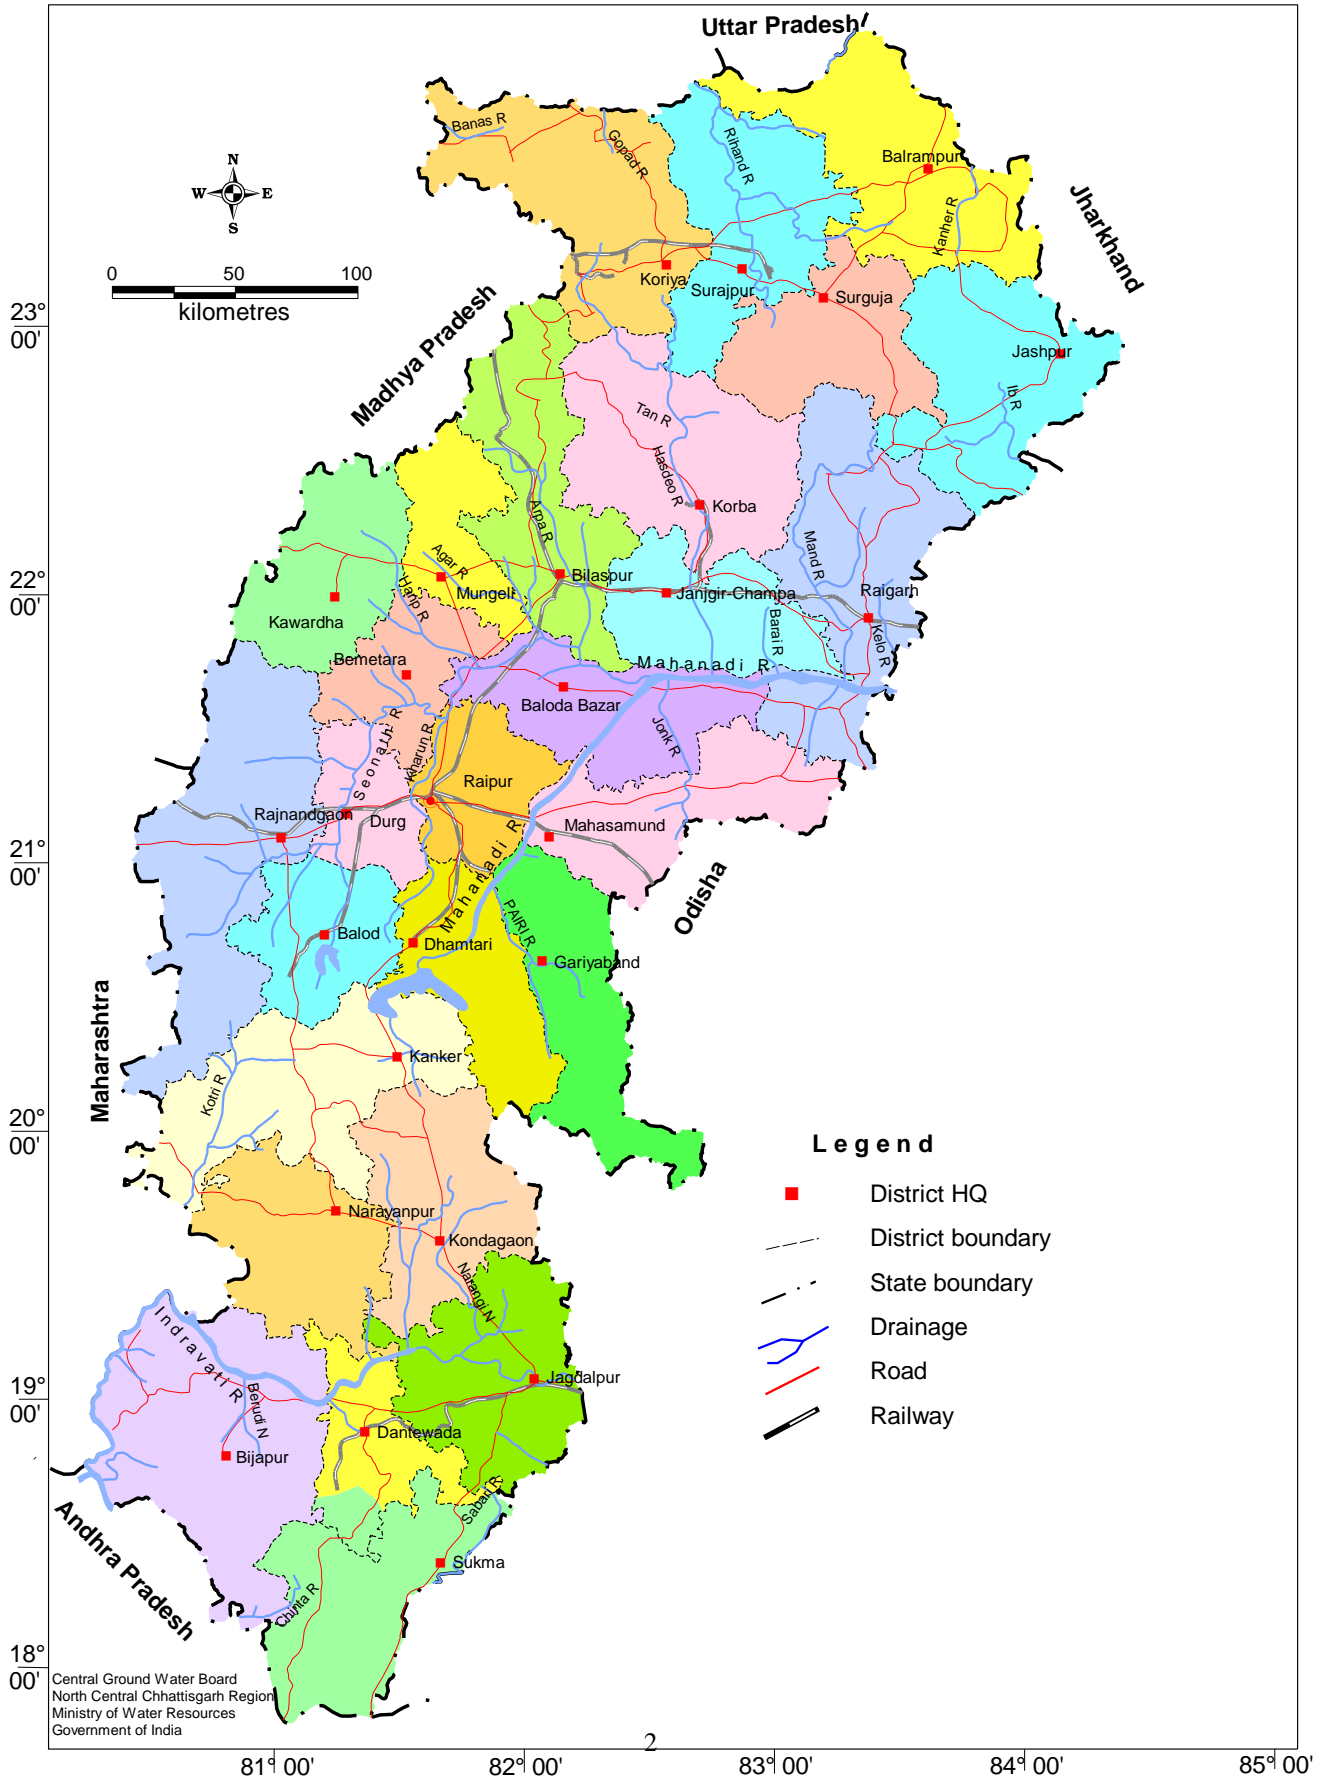 Uttar Pradesh
Banas R
Gopad R
Rihand R
Balrampur
Jharkhand
N
W
E
S
Kanher R
0
50
100
kilometres
Koriya
Surajpur
Surguja
23°
00'
Madhya Pradesh
Jashpur
Ib R
Tan R
Hasdeo R
Korba
Arpa R
Mand R
Agar R
Bilaspur
22°
00'
Hanp R
Mungeli
Janjgir-Champa
Raigarh
Kawardha
Barai R
Kelo R
Bemetara
Mahanadi R
Baloda Bazar
Seonath R
Kharun R
Jonk R
Raipur
Rajnandgaon
Durg
Mahasamund
21°
00'
Mahanadi R
Odisha
PAIRI R
Balod
Dhamtari
Gariyaband
Maharashtra
Kanker
Kotri R
20°
00'
Legend
District HQ
Narayanpur
Kondagaon
District boundary
Narangi N
State boundary
Indravati R
Drainage
Jagdalpur
Road
19°
00'
Berudi N
Railway
Dantewada
Bijapur
Sabari R
Andhra Pradesh
Sukma
Chinta R
18°
00'
Central Ground Water Board
North Central Chhattisgarh Region
Ministry of Water Resources
Government of India
2
81° 00'
82° 00'
83° 00'
84° 00'
85° 00'